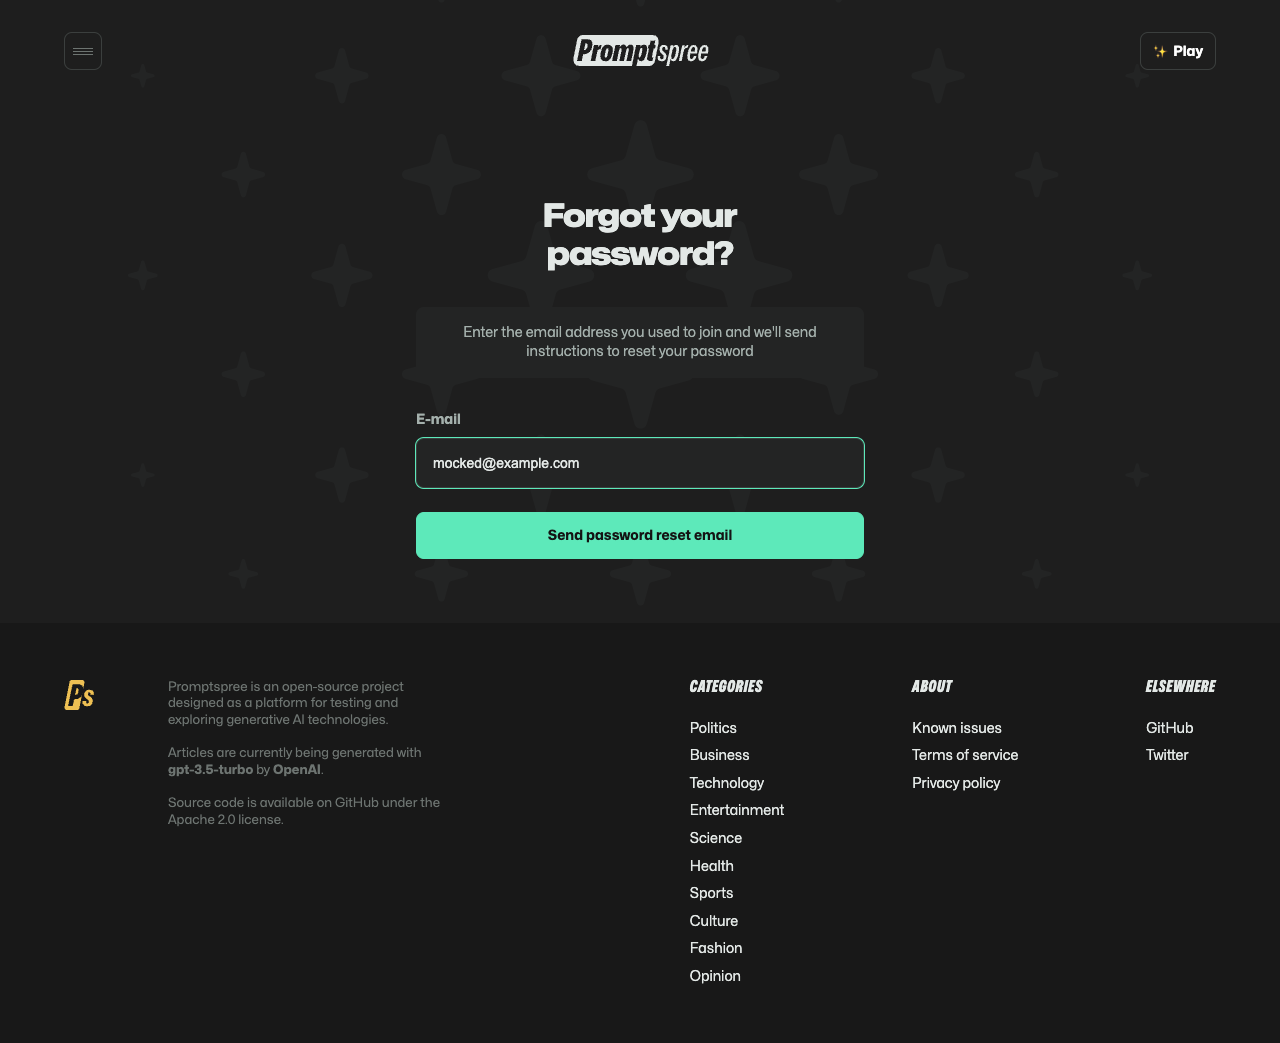 Promptspree
Play
Forgot your
password?
Enter the email address you used to join and we'll send
instructions to reset your password
E-mail
mocked@example.com
Send password reset email
Ps
Promptspree is an open-source project
designed as a platform for testing and
exploring generative AI technologies.
Articles are currently being generated with
gpt-3.5-turbo by OpenAI.
Source code is available on GitHub under the
Apache 2.0 license.
CATEGORIES
Politics
Business
Technology
Entertainment
Science
Health
Sports
Culture
Fashion
Opinion
ABOUT
Known issues
Terms of service
Privacy policy
ELSEWHERE
GitHub
Twitter